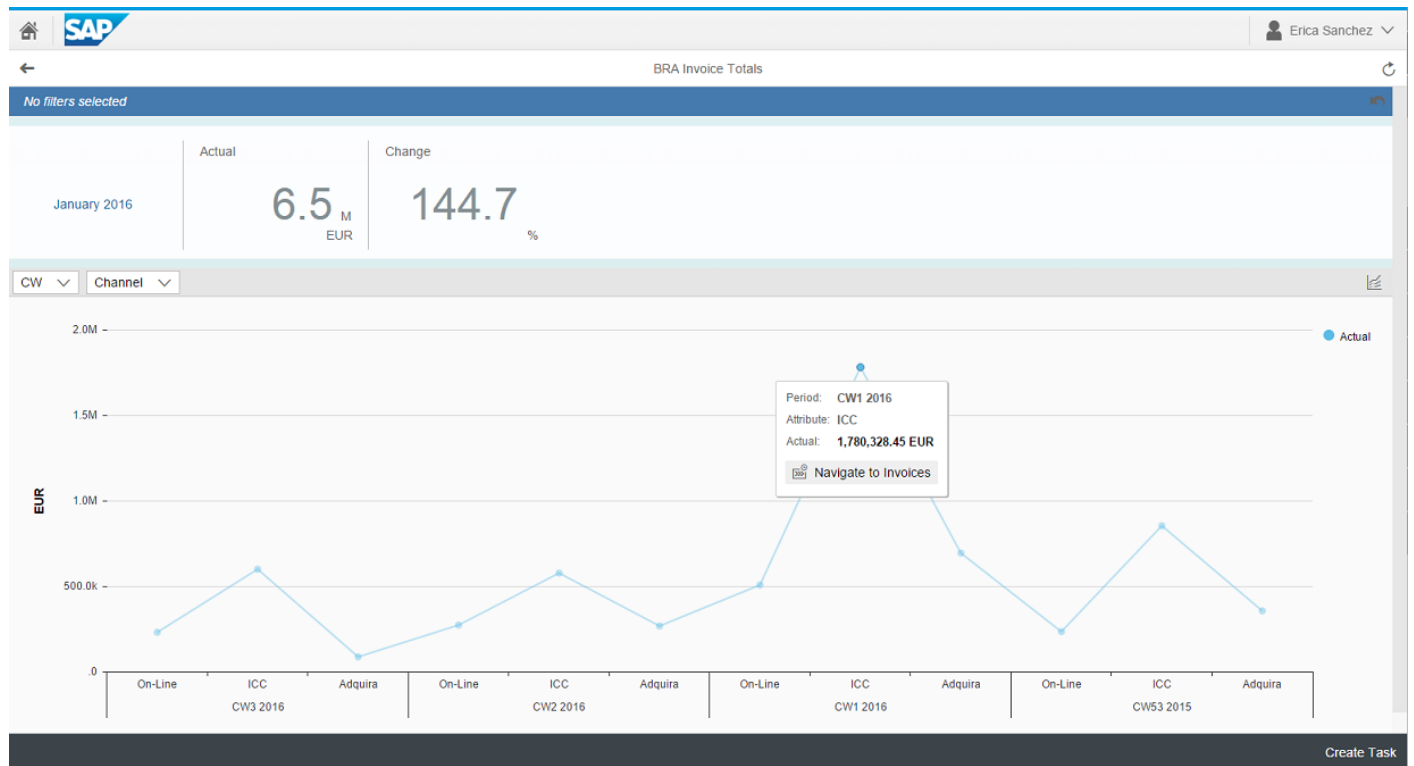 SAP
Erica Sanchez
BRA Invoice Totals
No filters selected
January 2016
Actual
6.5 M
EUR
Change
144.7
%
CW
Channel
2.0M
1.5M
1.0M
500.0k
.0
EUR
Actual
Period: CW1 2016
Attribute: ICC
Actual: 1,780,328.45 EUR
Navigate to Invoices
On-Line ICC Adquira On-Line ICC Adquira On-Line ICC Adquira On-Line ICC Adquira
CW3 2016 CW2 2016 CW1 2016 CW53 2015
Create Task